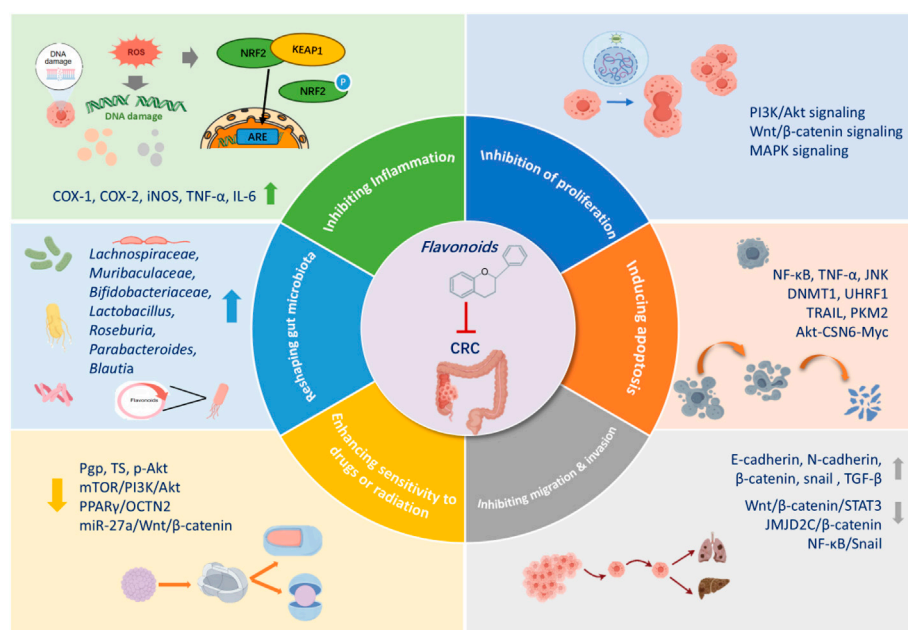 DNA
damage
ROS
DNA damage
NRF2
KEAP1
NRF2
P
ARE
COX-1, COX-2, iNOS, TNF-α, IL-6
PI3K/Akt signaling
Wnt/β-catenin signaling
MAPK signaling
Inhibiting Inflammation
Inhibition of proliferation
Lachnospiraceae,
Muribaculaceae,
Bifidobacteriaceae,
Lactobacillus,
Roseburia,
Parabacteroides,
Blautia
Flavonoids
Reshaping gut microbiota
Flavonoids
O
CRC
Inducing apoptosis
NF-κB, TNF-α, JNK
DNMT1, UHRF1
TRAIL, PKM2
Akt-CSN6-Myc
Pgp, TS, p-Akt
mTOR/PI3K/Akt
PPARγ/OCTN2
miR-27a/Wnt/β-catenin
Enhancing sensitivity to
drugs or radiation
Inhibiting migration & invasion
E-cadherin, N-cadherin,
β-catenin, snail , TGF-β
Wnt/β-catenin/STAT3
JMJD2C/β-catenin
NF-κB/Snail